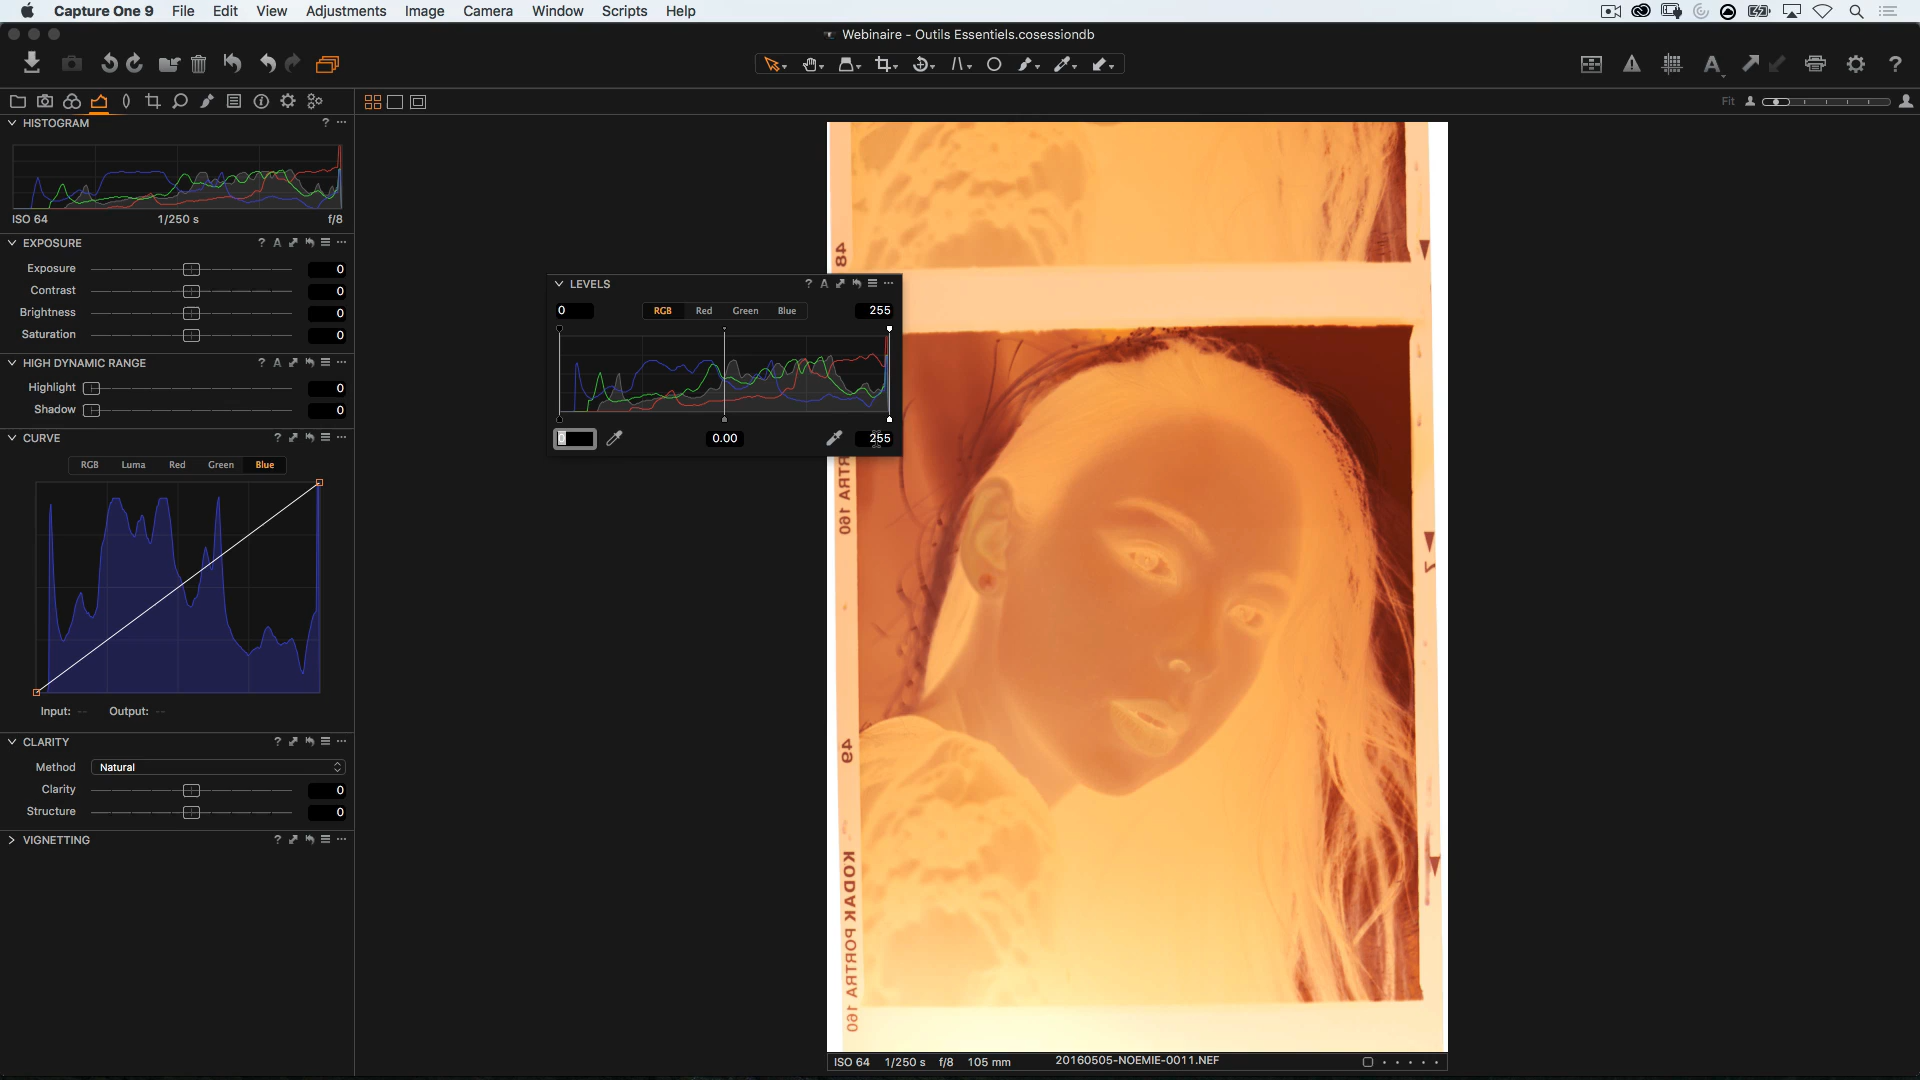 Capture One 9 File Edit View Adjustments Image Camera Window Scripts Help
Webinaire - Outils Essentiels.cosessiondb
Fit
HISTOGRAM
ISO 64 1/250 s f/8
EXPOSURE
Exposure 0
Contrast 0
Brightness 0
Saturation 0
HIGH DYNAMIC RANGE
Highlight 0
Shadow 0
CURVE
RGB Luma Red Green Blue
Input: -- Output: --
CLARITY
Method Natural
Clarity 0
Structure 0
VIGNETTING
LEVELS
0 RGB Red Green Blue 255
0 0.00 255
48
PORTRA 160
49
KODAK PORTRA 160
ISO 64 1/250 s f/8 105 mm 20160505-NOEMIE-0011.NEF